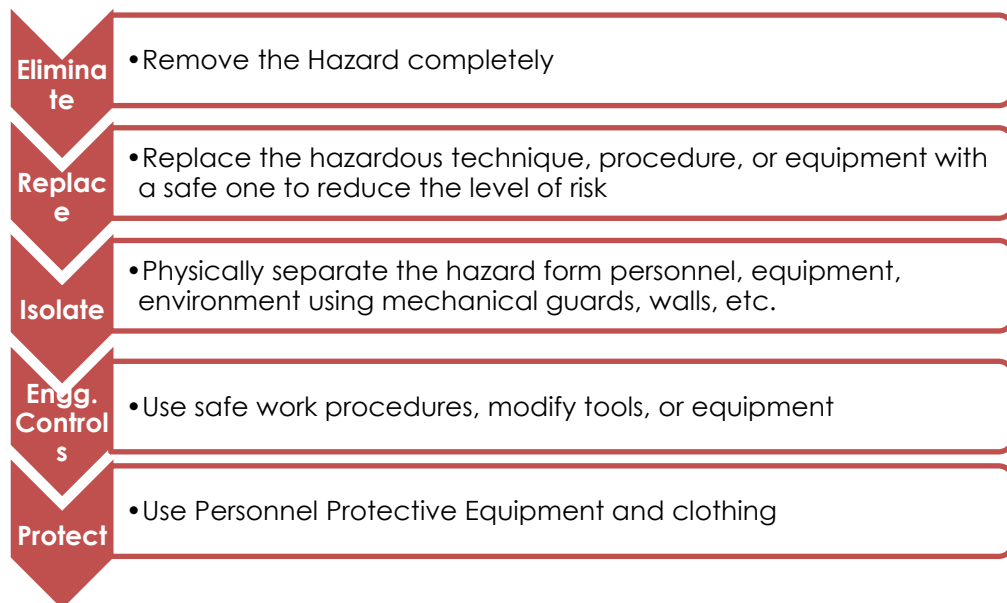 Elimina
te
•Remove the Hazard completely
Replac
e
•Replace the hazardous technique, procedure, or equipment with
a safe one to reduce the level of risk
Isolate
•Physically separate the hazard form personnel, equipment,
environment using mechanical guards, walls, etc.
Engg.
Control
s
•Use safe work procedures, modify tools, or equipment
Protect
•Use Personnel Protective Equipment and clothing